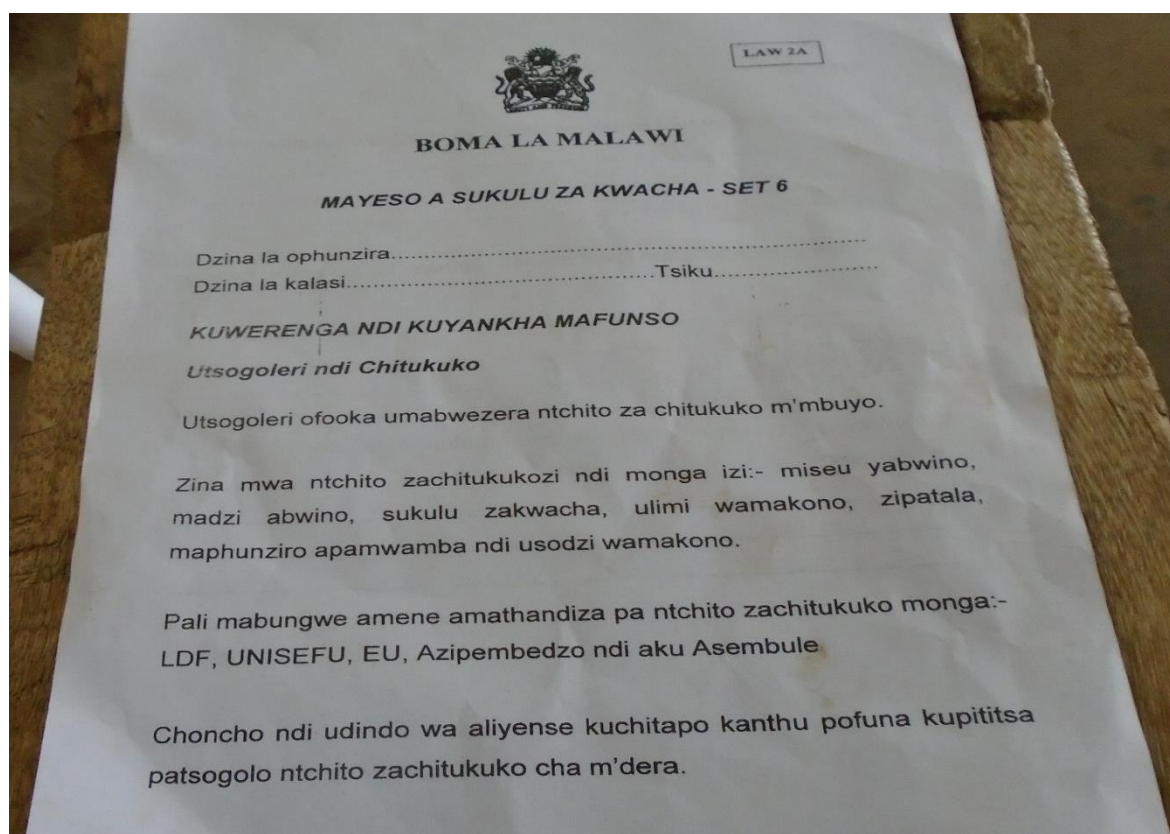 LAW 2A
BOMA LA MALAWI
MAYESO A SUKULU ZA KWACHA - SET 6
Dzina la ophunzira......................................................................................
Dzina la kalasi................................................Tsiku..........................
KUWERENGA NDI KUYANKHA MAFUNSO
Utsogoleri ndi Chitukuko
Utsogoleri ofooka umabwezera ntchito za chitukuko m'mbuyo.
Zina mwa ntchito zachitukukozi ndi monga izi:- miseu yabwino,
madzi abwino, sukulu zakwacha, ulimi wamakono, zipatala,
maphunziro apamwamba ndi usodzi wamakono.
Pali mabungwe amene amathandiza pa ntchito zachitukuko monga:-
LDF, UNISEFU, EU, Azipembedzo ndi aku Asembule
Choncho ndi udindo wa aliyense kuchitapo kanthu pofuna kupititsa
patsogolo ntchito zachitukuko cha m'dera.